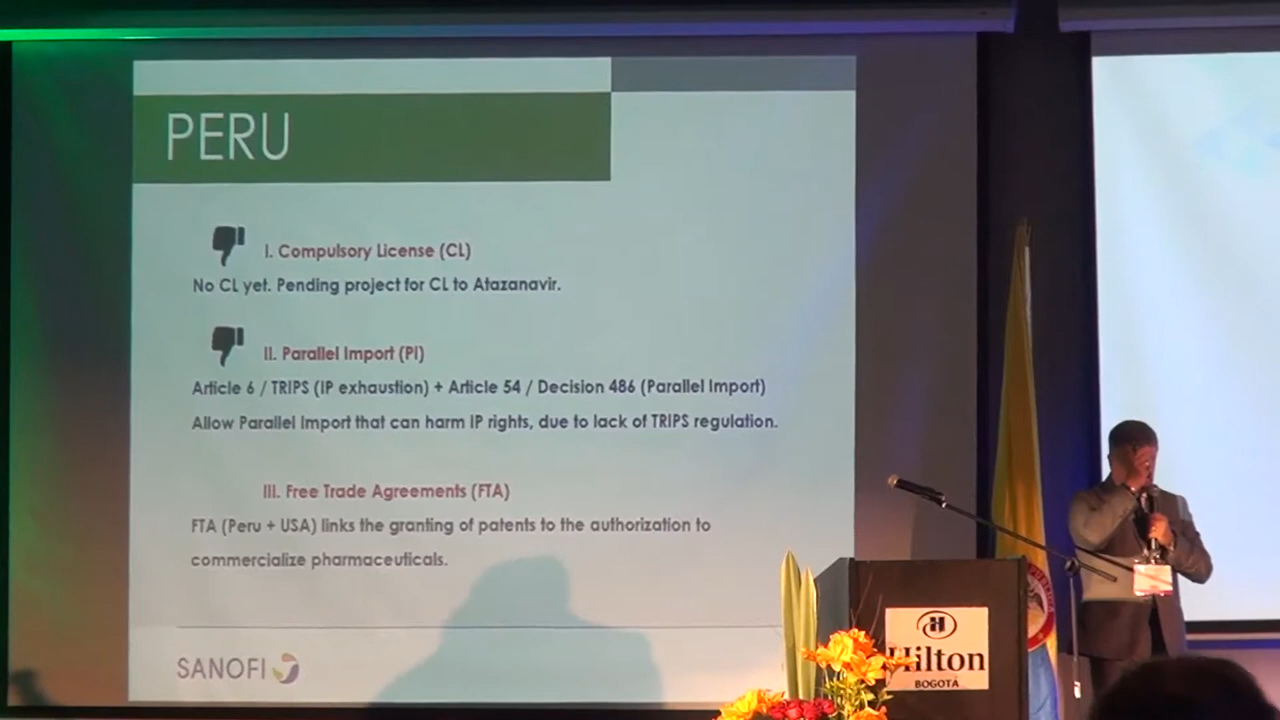 PERU
I. Compulsory License (CL)
No CL yet. Pending project for CL to Atazanavir.
II. Parallel Import (PI)
Article 6 / TRIPS (IP exhaustion) + Article 54 / Decision 486 (Parallel Import)
Allow Parallel Import that can harm IP rights, due to lack of TRIPS regulation.
III. Free Trade Agreements (FTA)
FTA (Peru + USA) links the granting of patents to the authorization to
commercialize pharmaceuticals.
SANOFI
H
Hilton
BOGOTÁ